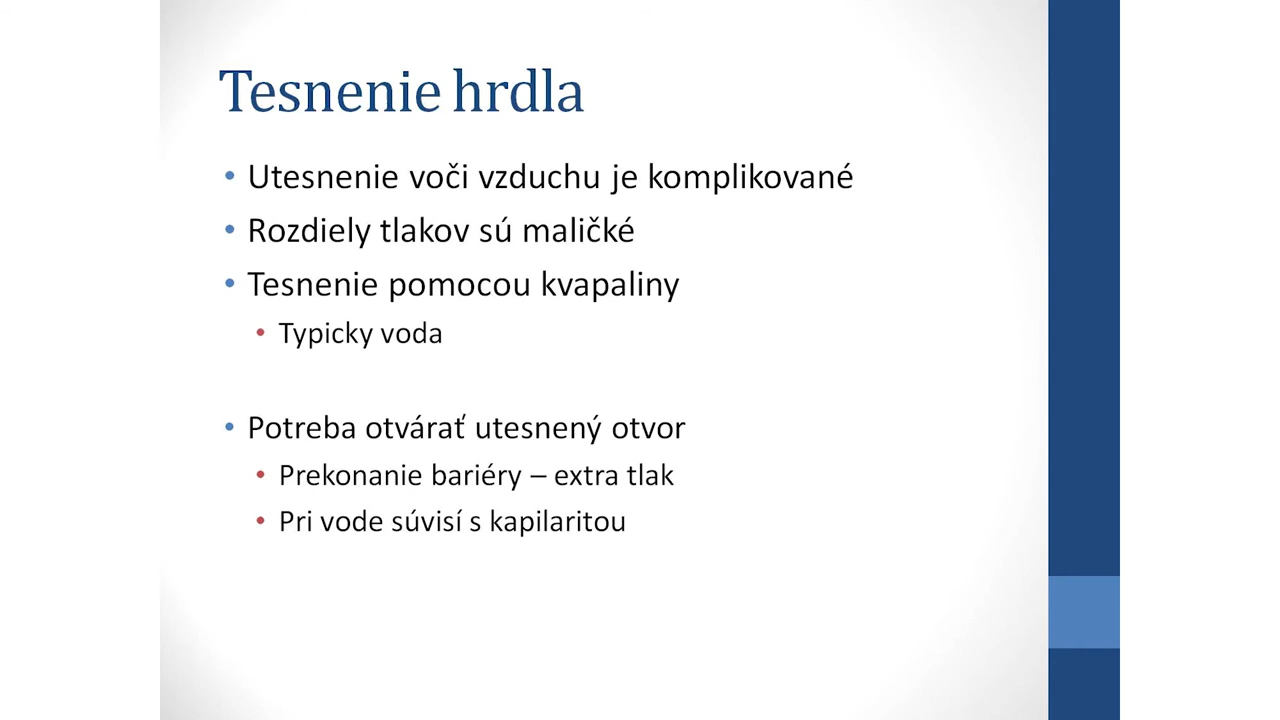 Tesnenie hrdla
• Utesnenie voči vzduchu je komplikované
• Rozdiely tlakov sú maličké
• Tesnenie pomocou kvapaliny
• Typicky voda
• Potreba otvárať utesnený otvor
• Prekonanie bariéry – extra tlak
• Pri vode súvisí s kapilaritou